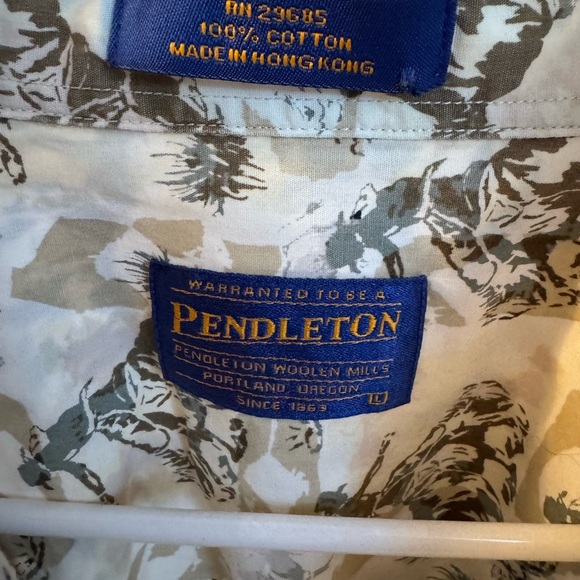 RN 29685
100% COTTON
MADE IN HONG KONG
WARRANTED TO BE A
PENDLETON
PENDLETON WOOLEN MILLS
PORTLAND, OREGON
SINCE 1863